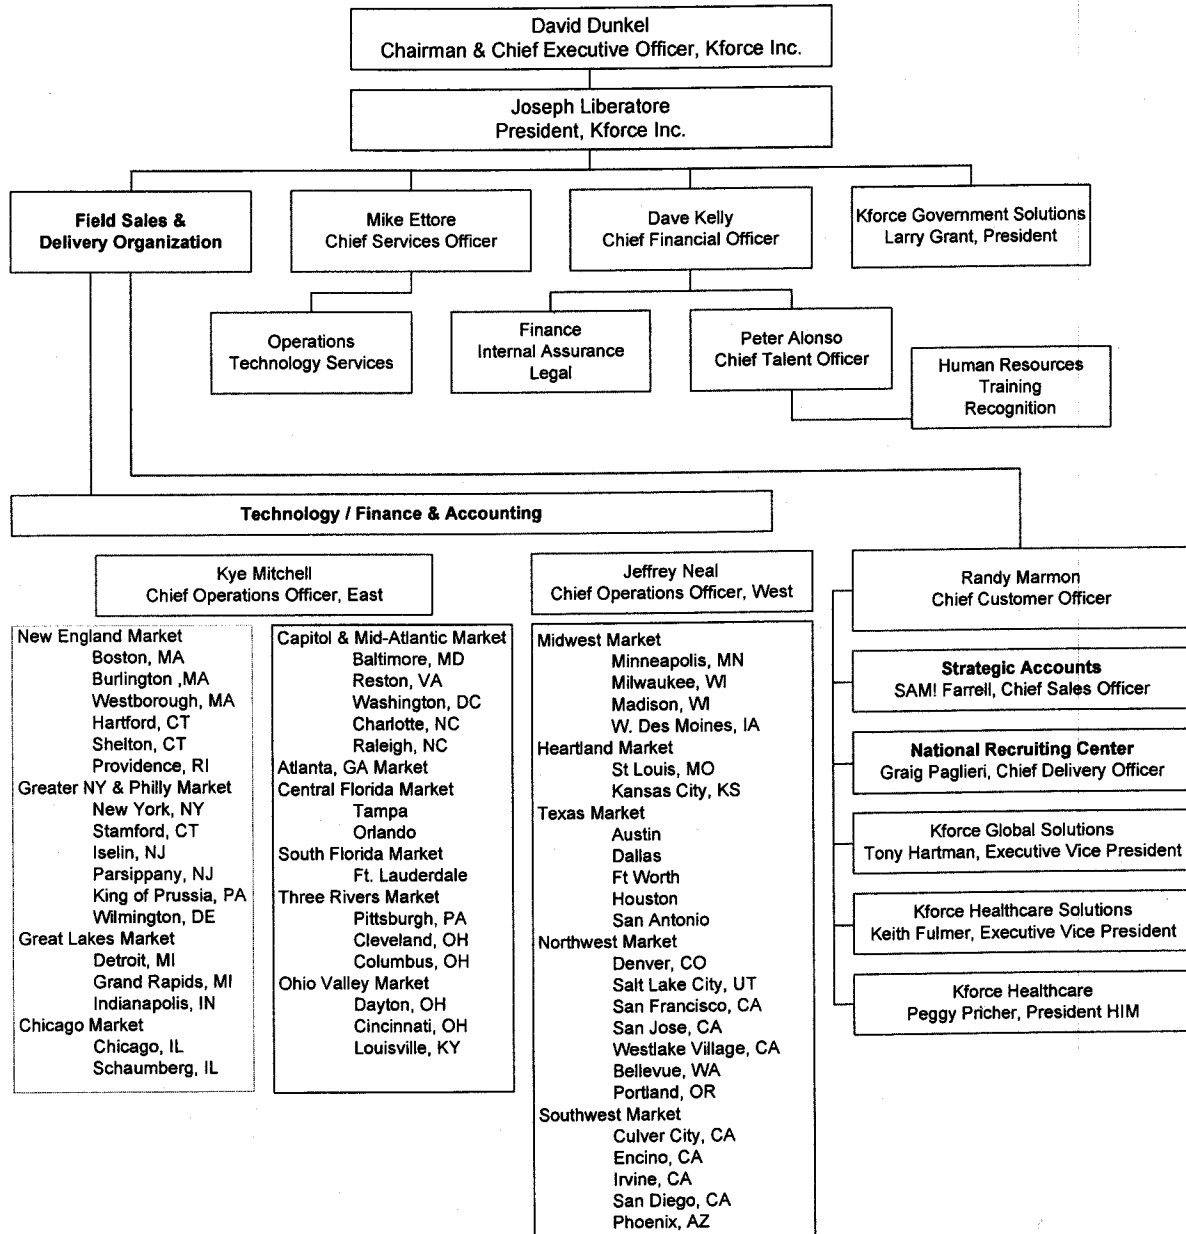 David Dunkel
Chairman & Chief Executive Officer, Kforce Inc.
Joseph Liberatore
President, Kforce Inc.
Field Sales &
Delivery Organization
Mike Ettore
Chief Services Officer
Dave Kelly
Chief Financial Officer
Kforce Government Solutions
Larry Grant, President
Operations
Technology Services
Finance
Internal Assurance
Legal
Peter Alonso
Chief Talent Officer
Human Resources
Training
Recognition
Technology / Finance & Accounting
Kye Mitchell
Chief Operations Officer, East
New England Market
Boston, MA
Burlington ,MA
Westborough, MA
Hartford, CT
Shelton, CT
Providence, RI
Greater NY & Philly Market
New York, NY
Stamford, CT
Iselin, NJ
Parsippany, NJ
King of Prussia, PA
Wilmington, DE
Great Lakes Market
Detroit, MI
Grand Rapids, MI
Indianapolis, IN
Chicago Market
Chicago, IL
Schaumberg, IL
Capitol & Mid-Atlantic Market
Baltimore, MD
Reston, VA
Washington, DC
Charlotte, NC
Raleigh, NC
Atlanta, GA Market
Central Florida Market
Tampa
Orlando
South Florida Market
Ft. Lauderdale
Three Rivers Market
Pittsburgh, PA
Cleveland, OH
Columbus, OH
Ohio Valley Market
Dayton, OH
Cincinnati, OH
Louisville, KY
Jeffrey Neal
Chief Operations Officer, West
Midwest Market
Minneapolis, MN
Milwaukee, WI
Madison, WI
W. Des Moines, IA
Heartland Market
St Louis, MO
Kansas City, KS
Texas Market
Austin
Dallas
Ft Worth
Houston
San Antonio
Northwest Market
Denver, CO
Salt Lake City, UT
San Francisco, CA
San Jose, CA
Westlake Village, CA
Bellevue, WA
Portland, OR
Southwest Market
Culver City, CA
Encino, CA
Irvine, CA
San Diego, CA
Phoenix, AZ
Randy Marmon
Chief Customer Officer
Strategic Accounts
SAM! Farrell, Chief Sales Officer
National Recruiting Center
Graig Paglieri, Chief Delivery Officer
Kforce Global Solutions
Tony Hartman, Executive Vice President
Kforce Healthcare Solutions
Keith Fulmer, Executive Vice President
Kforce Healthcare
Peggy Pricher, President HIM